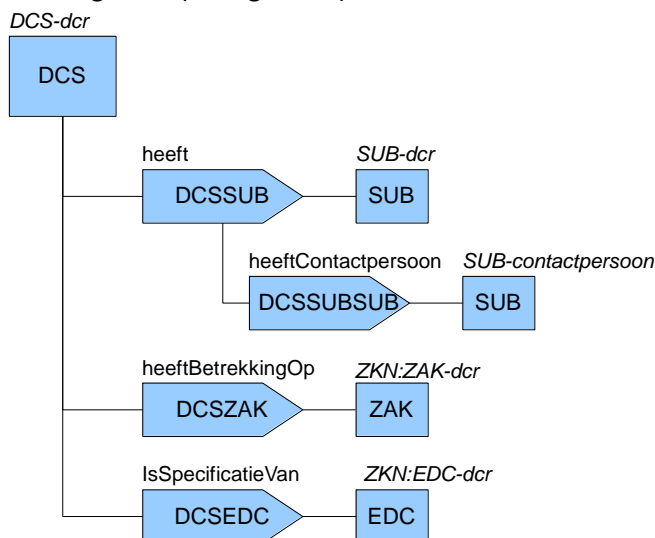 DCS-dcr
DCS
heeft SUB-dcr
DCSSUB SUB
heeftContactpersoon SUB-contactpersoon
DCSSUBSUB SUB
heeftBetrekkingOp ZKN:ZAK-dcr
DCSZAK ZAK
IsSpecificatieVan ZKN:EDC-dcr
DCSEDC EDC